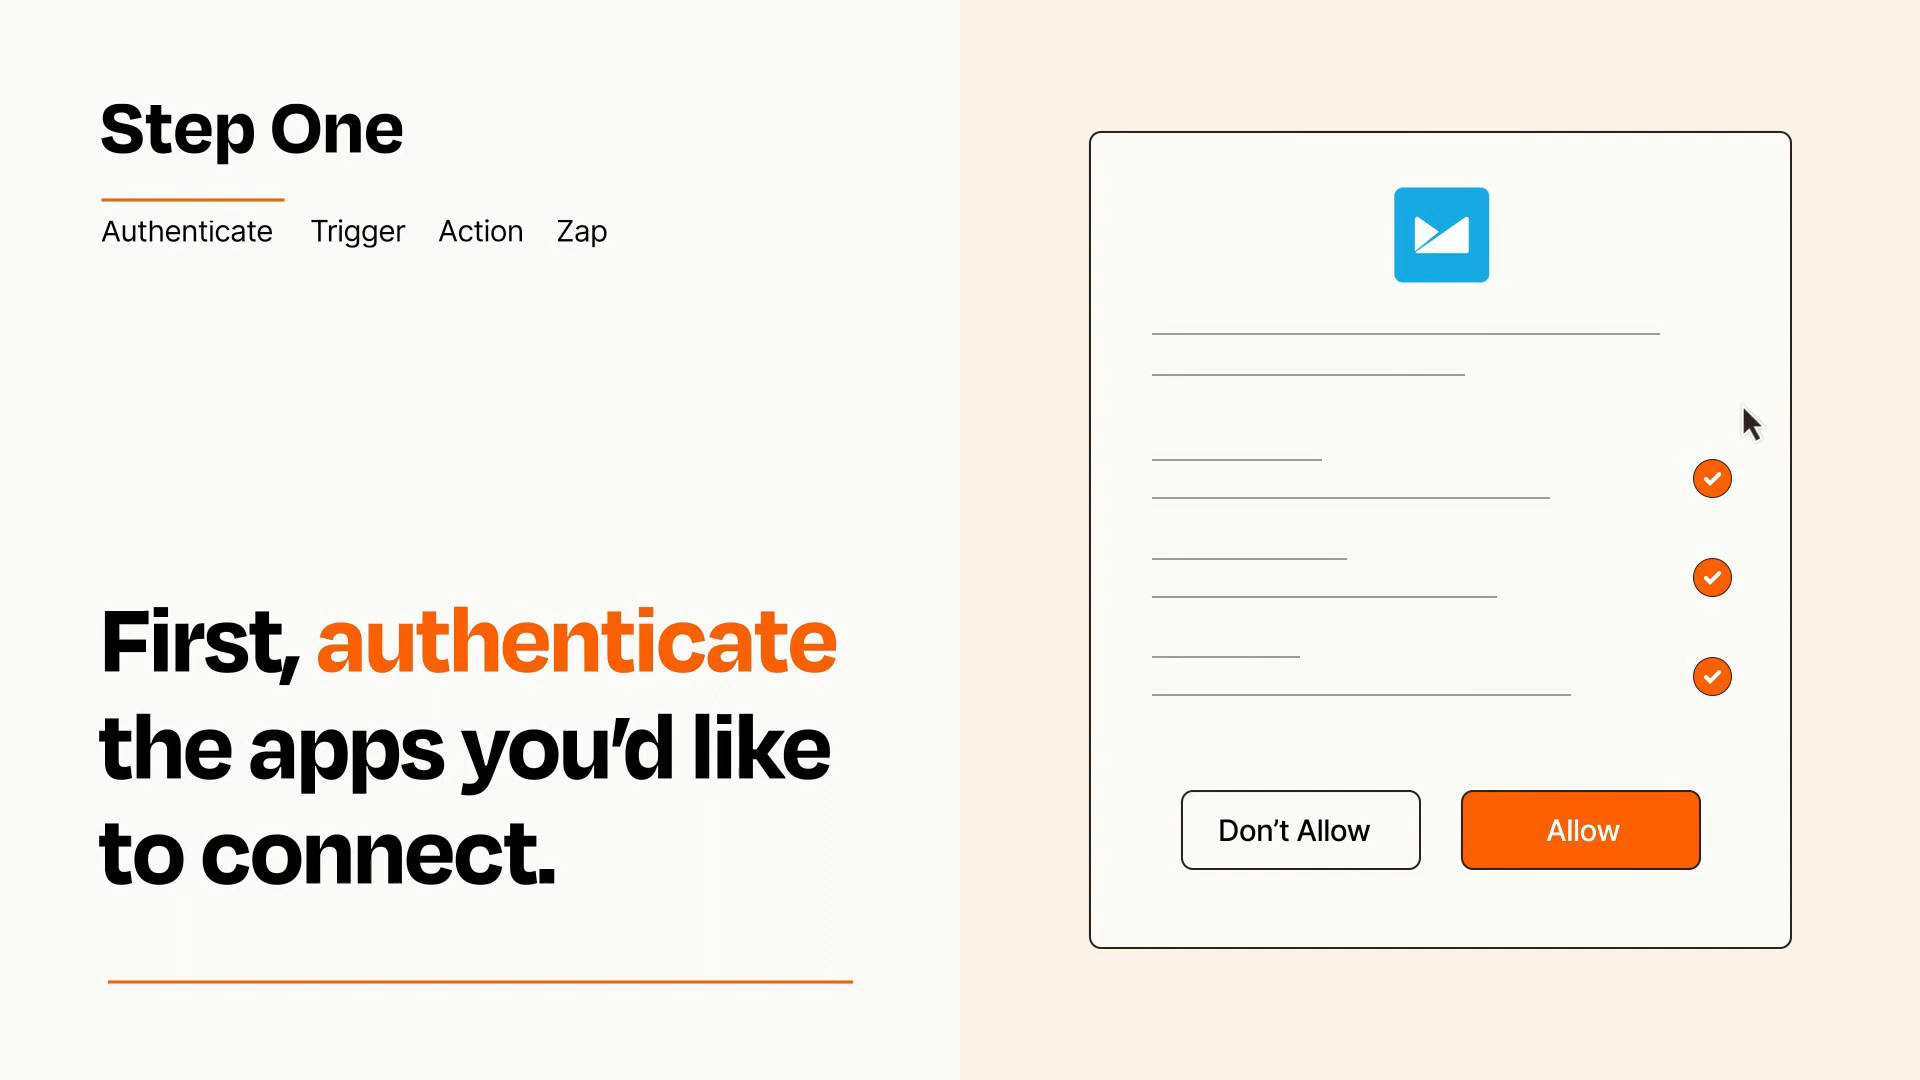 Step One
Authenticate Trigger Action Zap
First, authenticate
the apps you’d like
to connect.
Don’t Allow
Allow